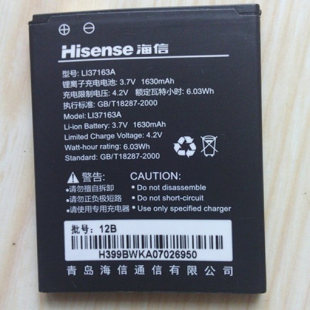 Hisense 海信
型号: LI37163A
锂离子充电电池: 3.7V 1630mAh
充电限制电压: 4.2V 额定瓦特小时: 6.03Wh
执行标准: GB/T18287-2000
Model: LI37163A
Li-ion Battery: 3.7V 1630mAh
Limited Charge Voltage: 4.2V
Watt-hour rating: 6.03Wh
Standard: GB/T18287-2000
• 请勿擅自拆卸 • Do not disassemble
• 请勿正负极短路 • Do not short-circuit
• 请使用专用充电器 • Use only specified charger
批号: 12B
H399BWKA07026950
青岛海信通信有限公司